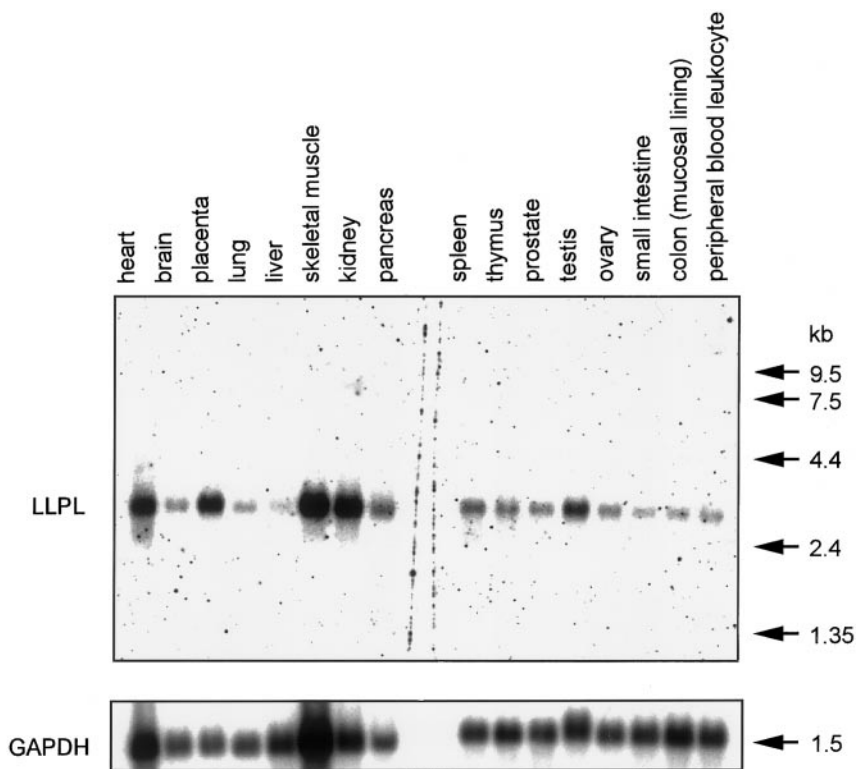 heart
brain
placenta
lung
liver
skeletal muscle
kidney
pancreas
spleen
thymus
prostate
testis
ovary
small intestine
colon (mucosal lining)
peripheral blood leukocyte
kb
9.5
7.5
4.4
LLPL
2.4
1.35
GAPDH
1.5